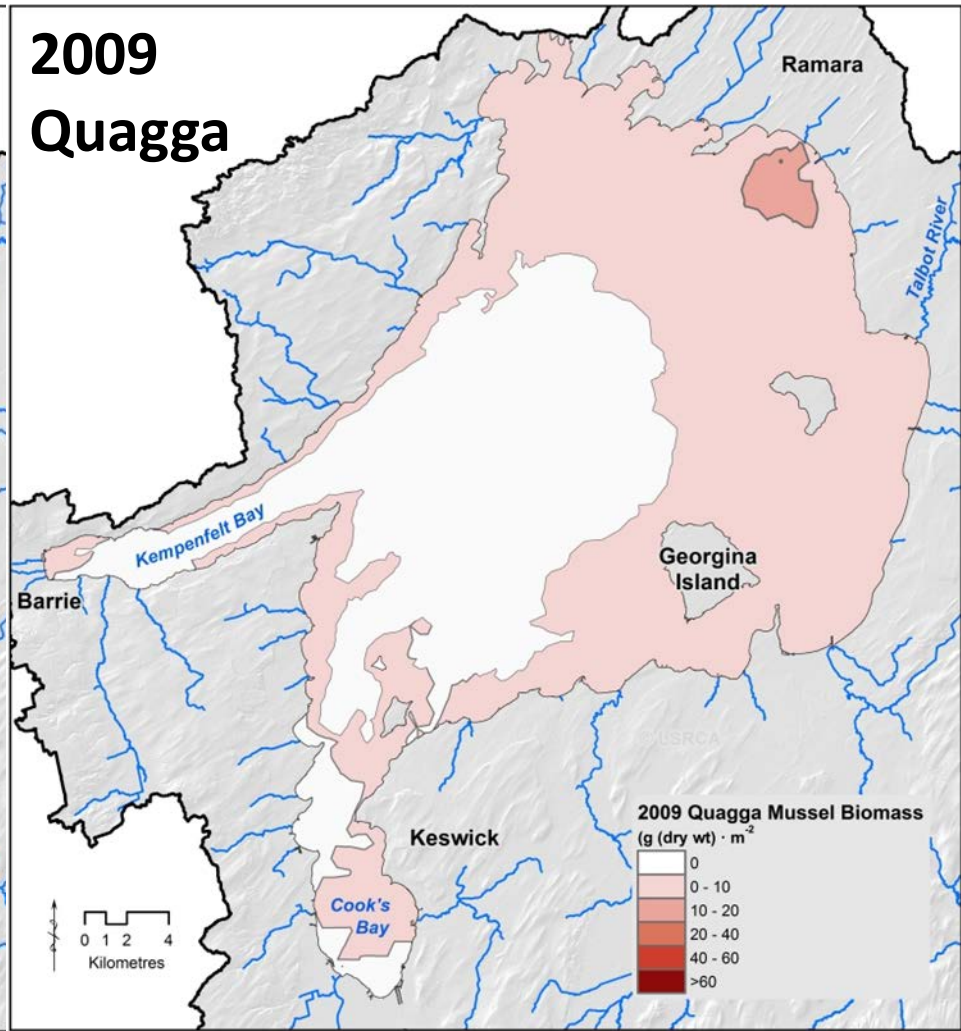 2009
Quagga
Ramara
Talbot River
Kempenfelt Bay
Barrie
Georgina
Island
© USRCA
Keswick
Cook's
Bay
0 1 2 4
Kilometres
2009 Quagga Mussel Biomass
(g (dry wt) · m⁻²
0
0 - 10
10 - 20
20 - 40
40 - 60
>60